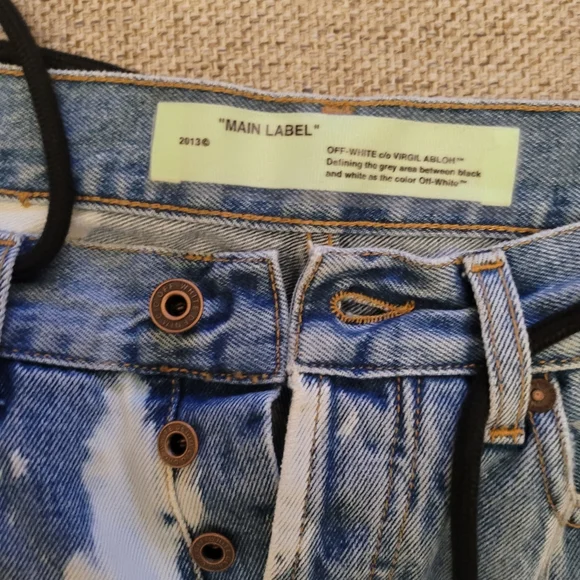 "MAIN LABEL"
2013©
OFF-WHITE c/o VIRGIL ABLOH™
Defining the grey area between black
and white as the color Off-White™